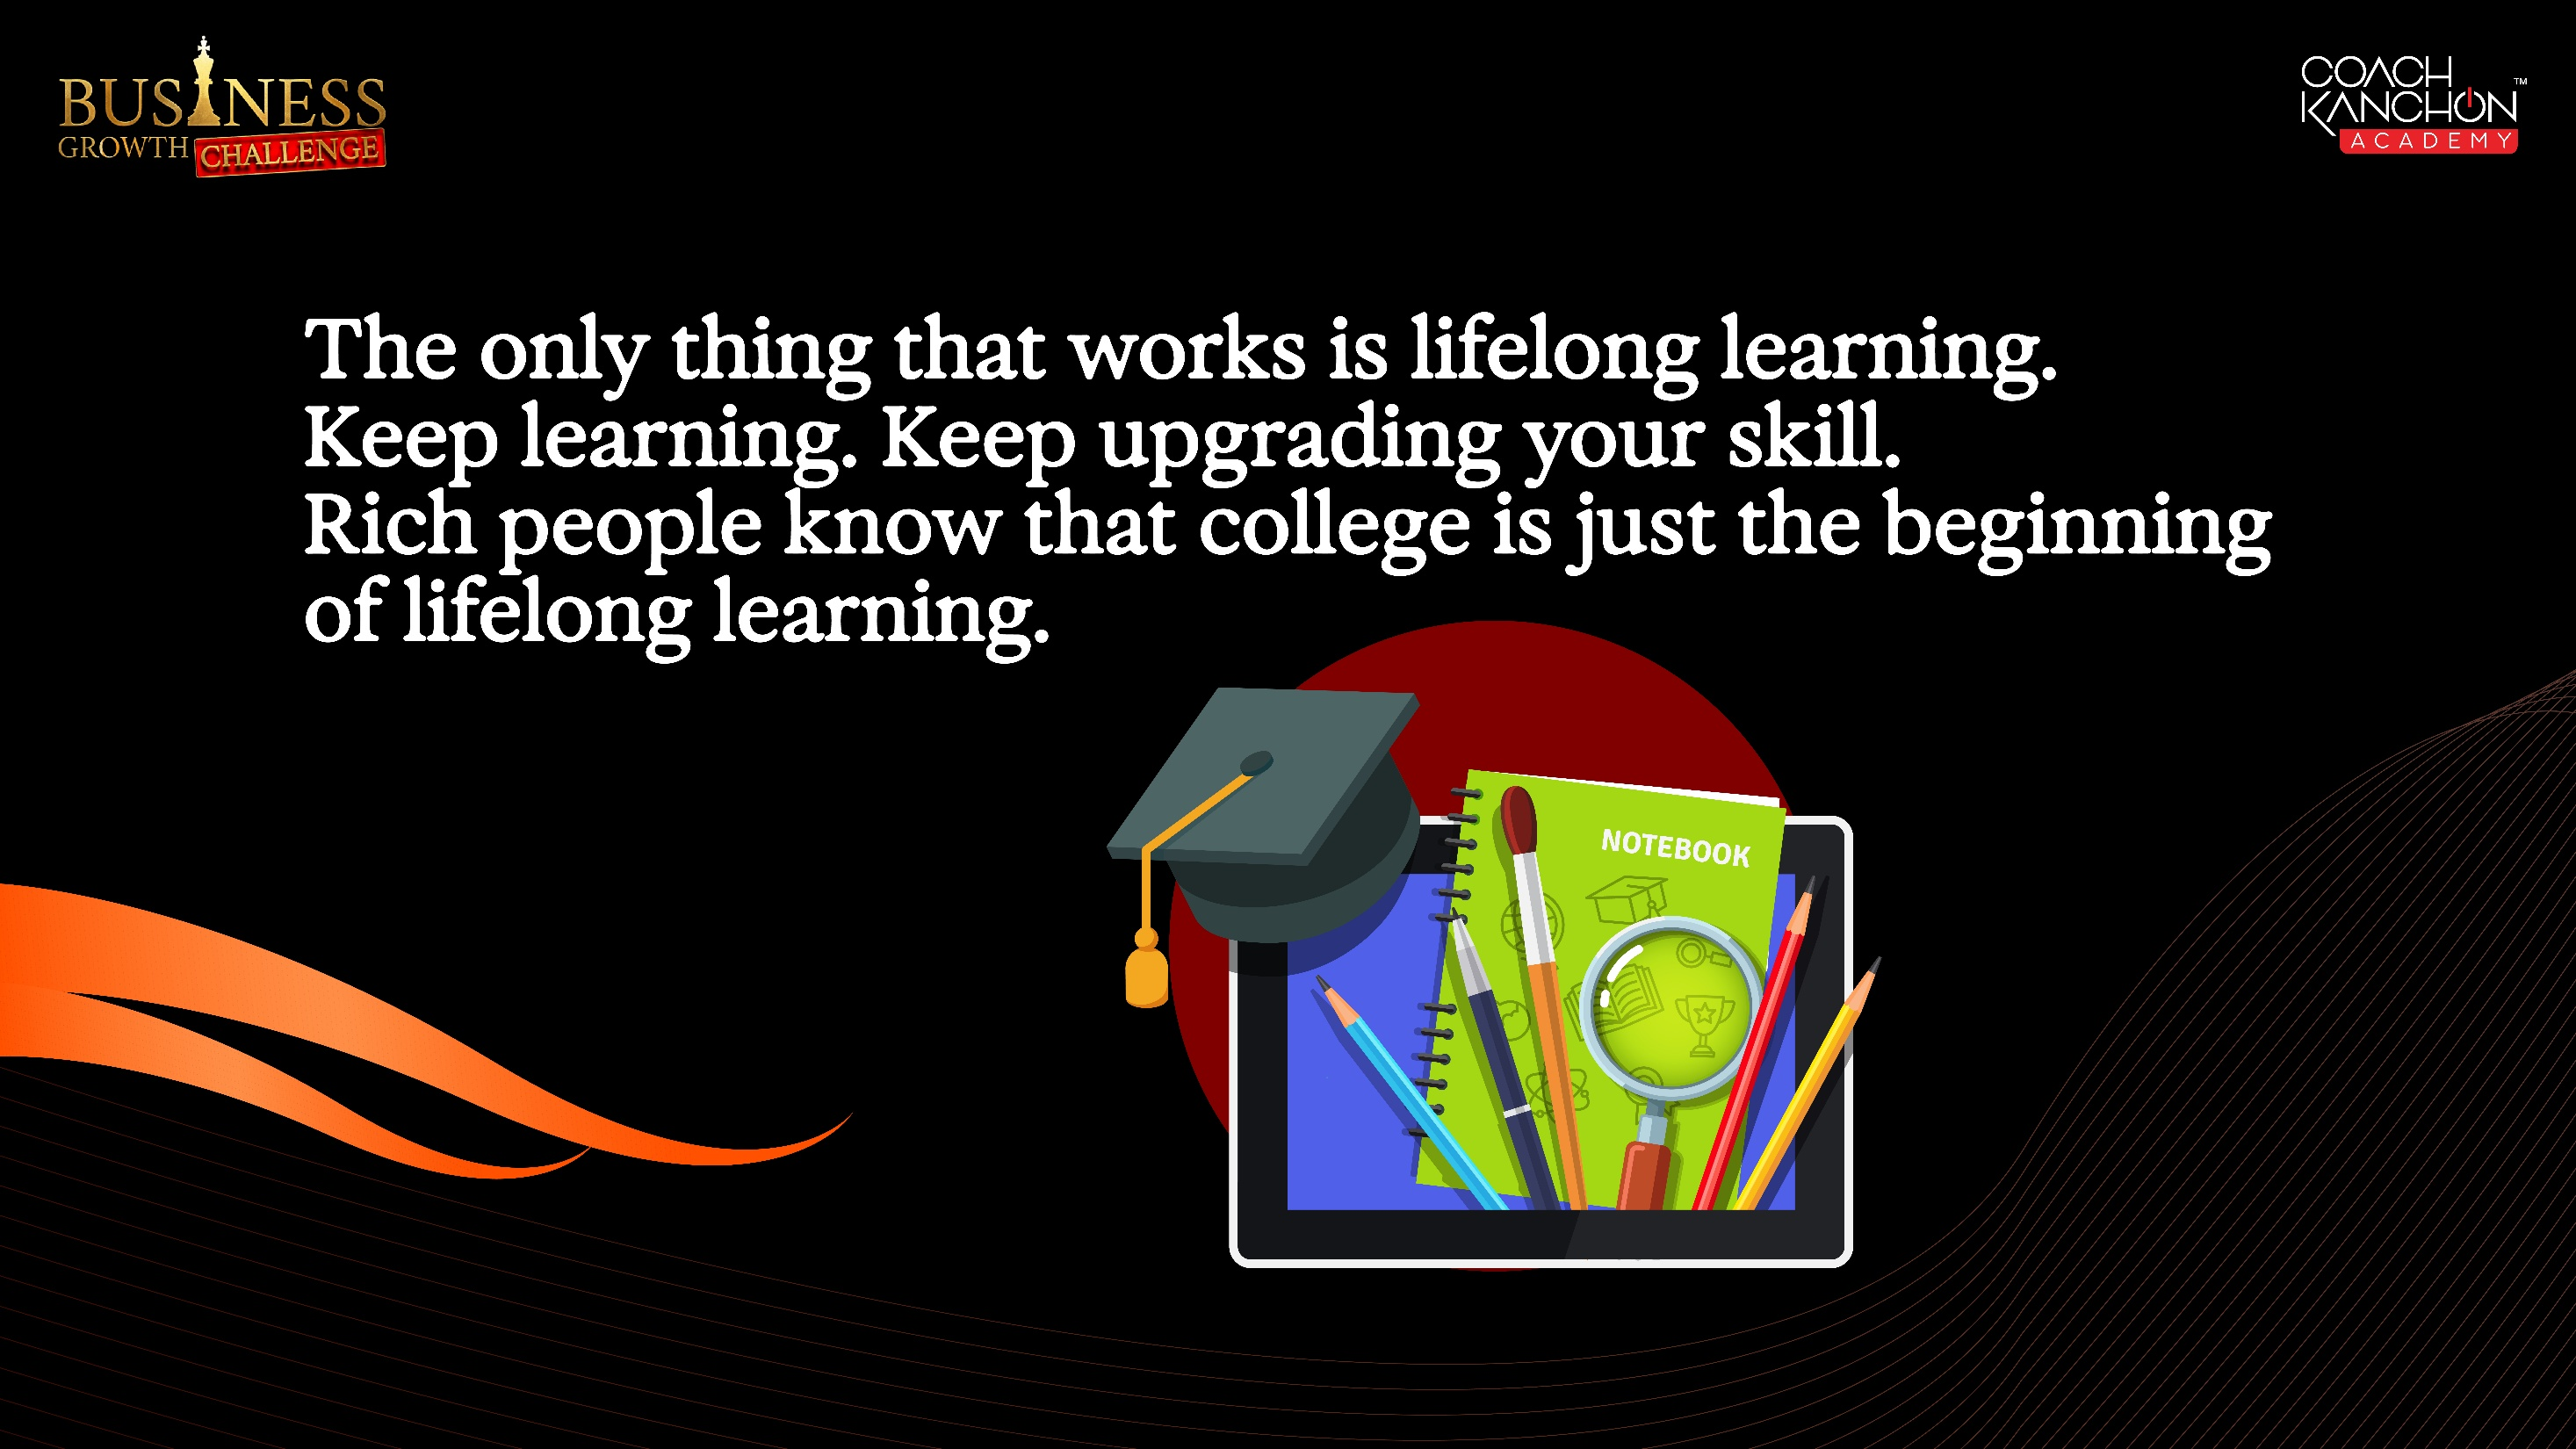 BUSINESS
GROWTH CHALLENGE
COACH
KANCHON
ACADEMY
TM
The only thing that works is lifelong learning.
Keep learning. Keep upgrading your skill.
Rich people know that college is just the beginning
of lifelong learning.
NOTEBOOK